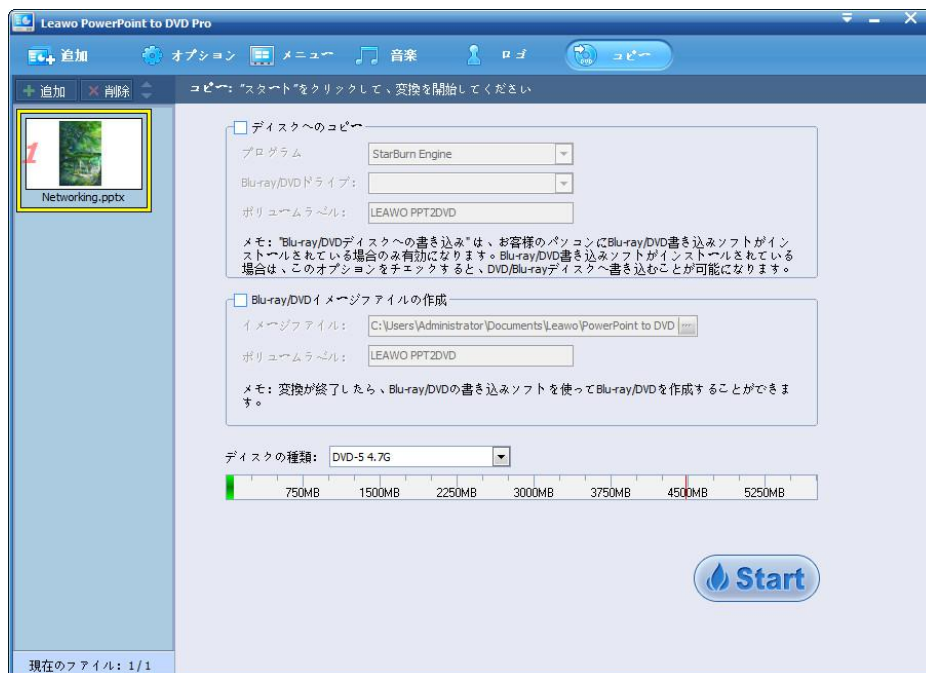 Leawo PowerPoint to DVD Pro
追加 オプション メニュー 音楽 ロゴ コピー
追加 削除 コピー: "スタート"をクリックして、変換を開始してください
1
Networking.pptx
ディスクへのコピー
プログラム StarBurn Engine
Blu-ray/DVDドライブ:
ボリュームラベル: LEAWO PPT2DVD
メモ: "Blu-ray/DVDディスクへの書き込み"は、お客様のパソコンにBlu-ray/DVD書き込みソフトがイン
ストールされている場合のみ有効になります。Blu-ray/DVD書き込みソフトがインストールされている
場合は、このオプションをチェックすると、DVD/Blu-rayディスクへ書き込むことが可能になります。
Blu-ray/DVDイメージファイルの作成
イメージファイル: C:\Users\Administrator\Documents\Leawo\PowerPoint to DVD ...
ボリュームラベル: LEAWO PPT2DVD
メモ: 変換が終了したら、Blu-ray/DVDの書き込みソフトを使ってBlu-ray/DVDを作成することができま
す。
ディスクの種類: DVD-5 4.7G
750MB 1500MB 2250MB 3000MB 3750MB 4500MB 5250MB
Start
現在のファイル: 1/1